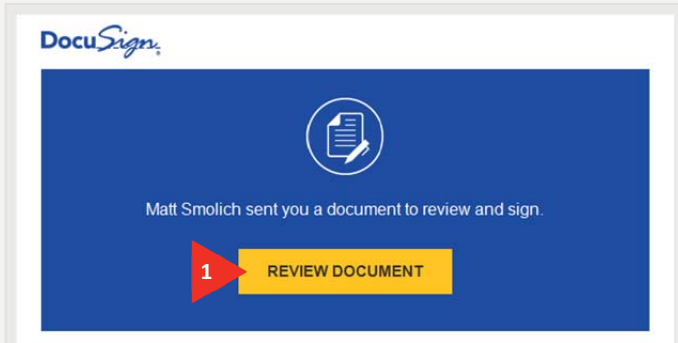 DocuSign®
Matt Smolich sent you a document to review and sign.
1
REVIEW DOCUMENT